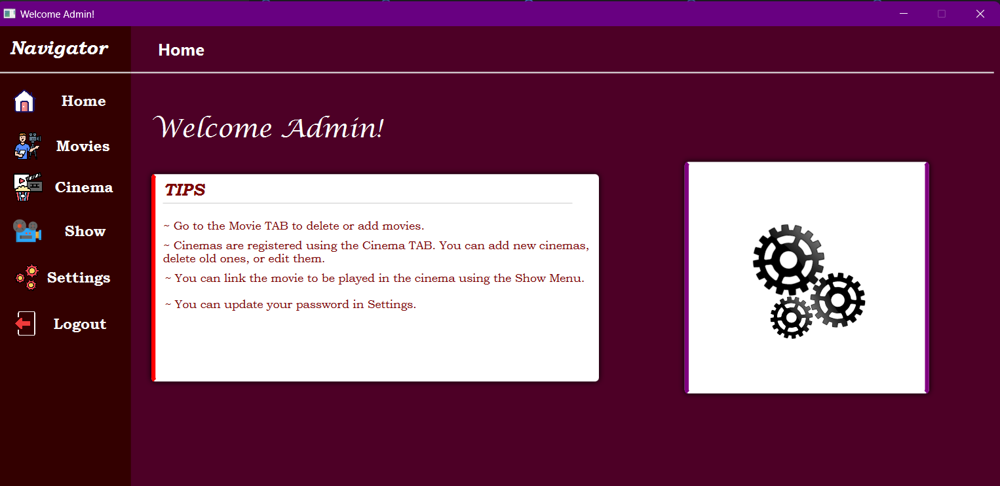 Welcome Admin!
Navigator
Home
Home
Movies
Cinema
Show
Settings
Logout
Welcome Admin!
TIPS
~ Go to the Movie TAB to delete or add movies.
~ Cinemas are registered using the Cinema TAB. You can add new cinemas,
delete old ones, or edit them.
~ You can link the movie to be played in the cinema using the Show Menu.
~ You can update your password in Settings.